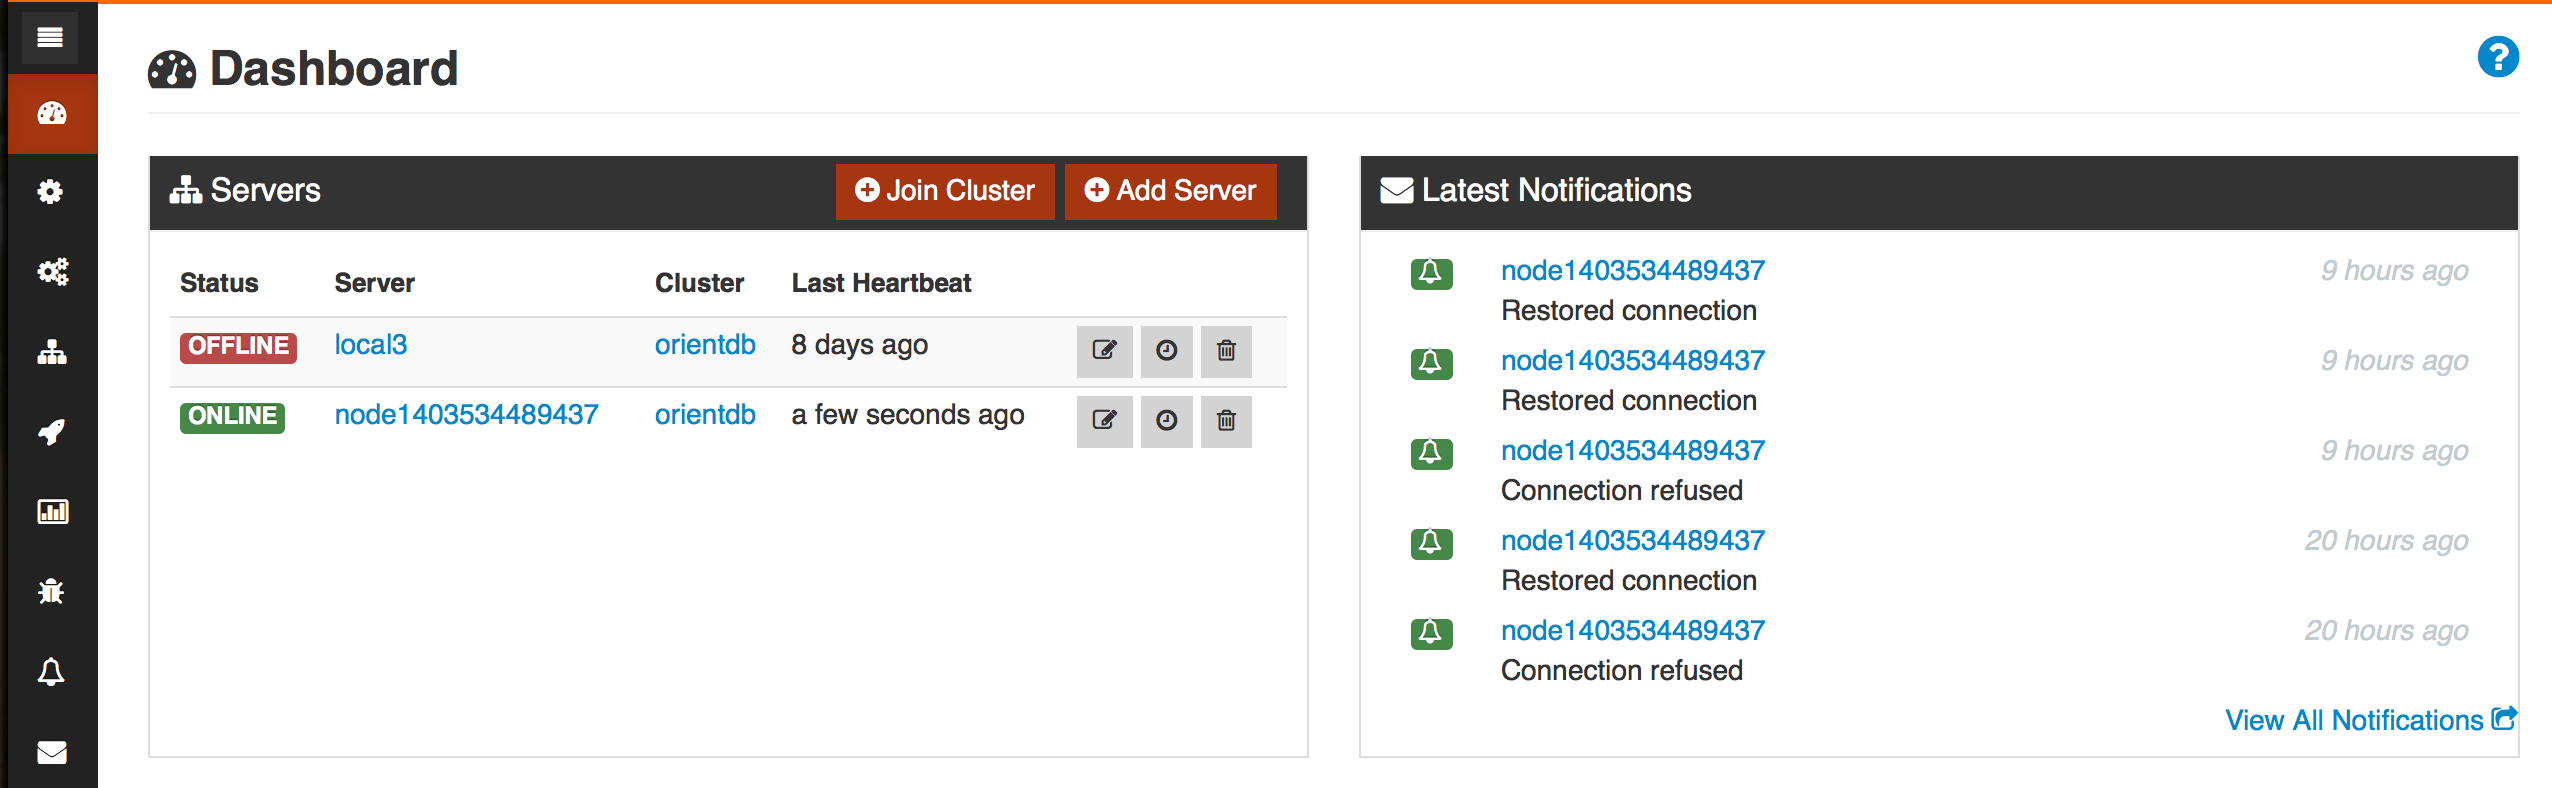 Dashboard
?
Servers
Join Cluster
Add Server
Status Server Cluster Last Heartbeat
OFFLINE local3 orientdb 8 days ago
ONLINE node1403534489437 orientdb a few seconds ago
Latest Notifications
node1403534489437 9 hours ago
Restored connection
node1403534489437 9 hours ago
Restored connection
node1403534489437 9 hours ago
Connection refused
node1403534489437 20 hours ago
Restored connection
node1403534489437 20 hours ago
Connection refused
View All Notifications